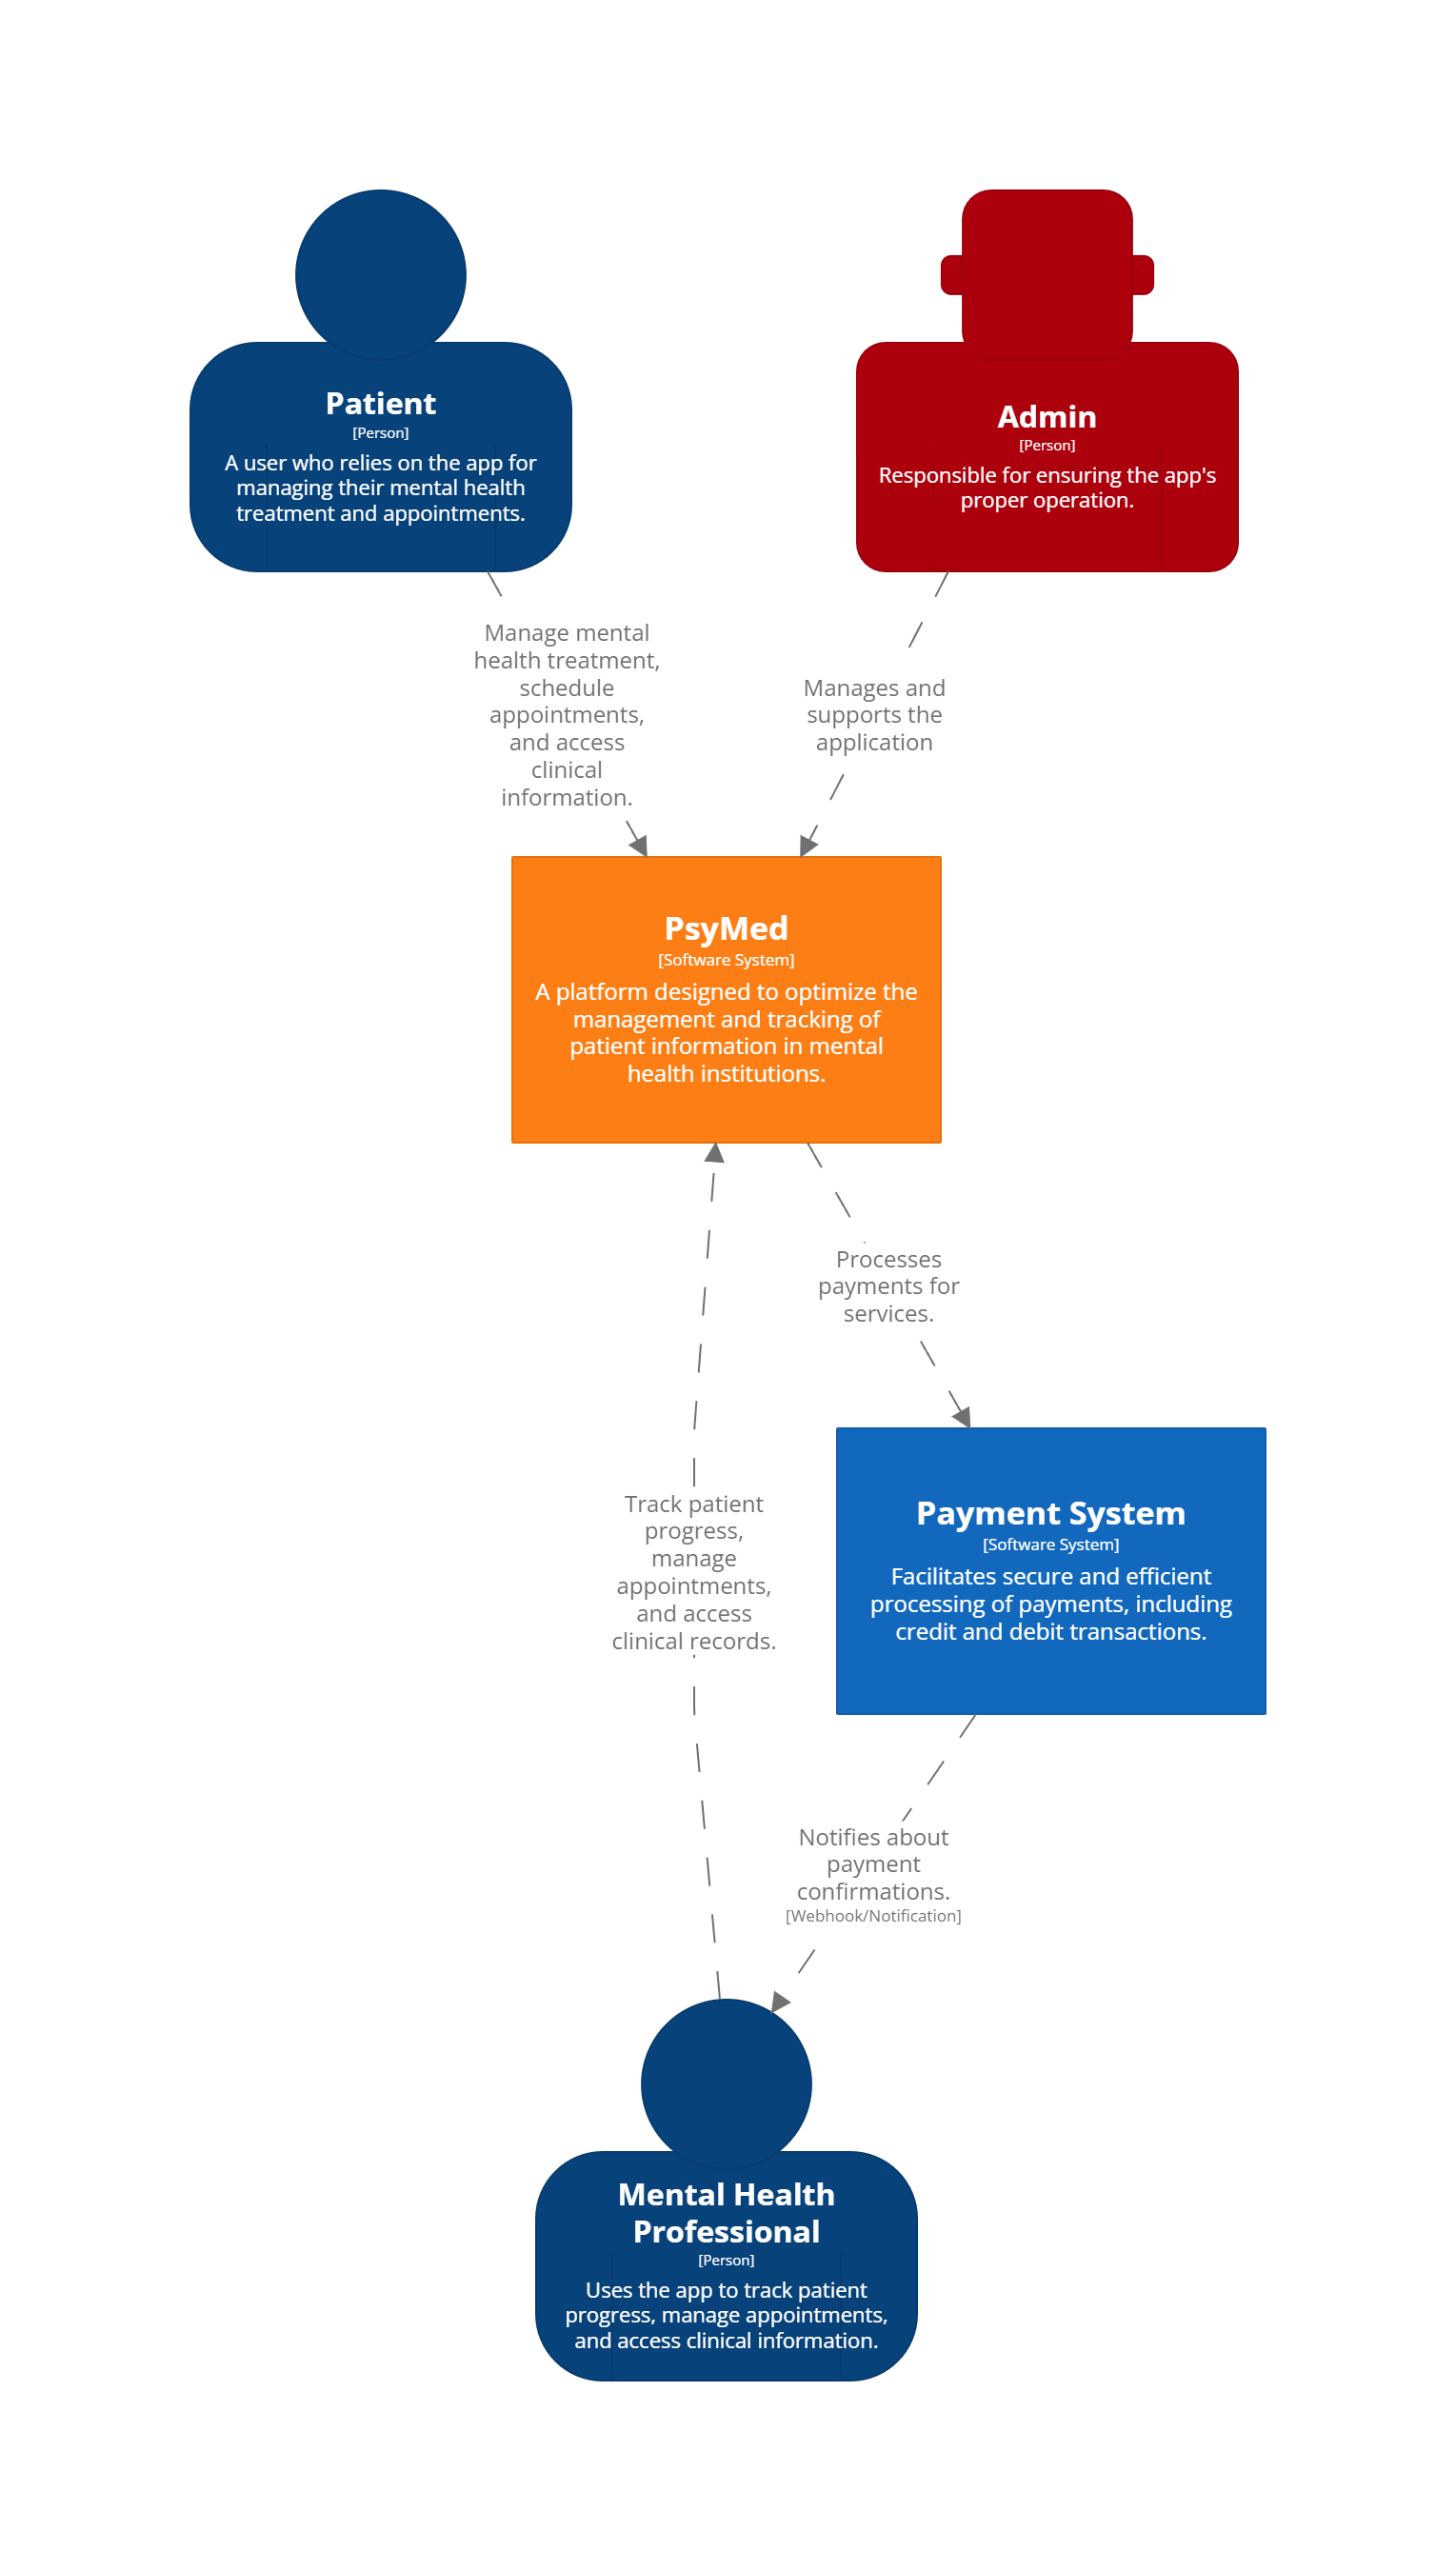 Patient
[Person]
A user who relies on the app for
managing their mental health
treatment and appointments.
Admin
[Person]
Responsible for ensuring the app's
proper operation.
Manage mental
health treatment,
schedule
appointments,
and access
clinical
information.
Manages and
supports the
application
PsyMed
[Software System]
A platform designed to optimize the
management and tracking of
patient information in mental
health institutions.
Processes
payments for
services.
Track patient
progress,
manage
appointments,
and access
clinical records.
Payment System
[Software System]
Facilitates secure and efficient
processing of payments, including
credit and debit transactions.
Notifies about
payment
confirmations.
[Webhook/Notification]
Mental Health
Professional
[Person]
Uses the app to track patient
progress, manage appointments,
and access clinical information.